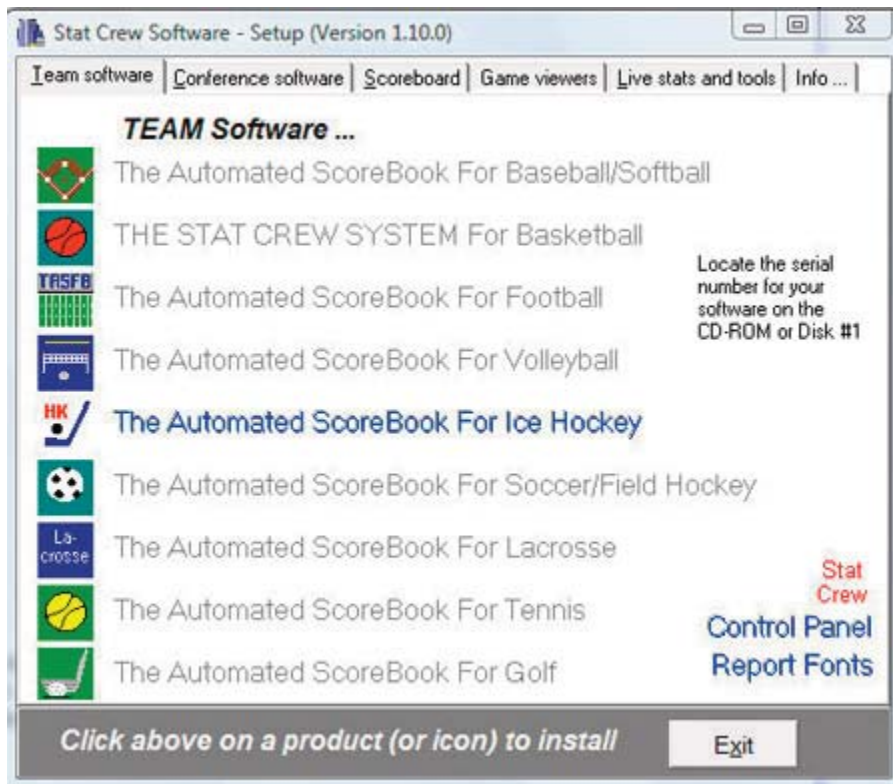 Stat Crew Software - Setup (Version 1.10.0)
Team software
Conference software
Scoreboard
Game viewers
Live stats and tools
Info ...
TEAM Software ...
The Automated ScoreBook For Baseball/Softball
THE STAT CREW SYSTEM For Basketball
TASFB
The Automated ScoreBook For Football
The Automated ScoreBook For Volleyball
HK
The Automated ScoreBook For Ice Hockey
The Automated ScoreBook For Soccer/Field Hockey
La-
crosse
The Automated ScoreBook For Lacrosse
The Automated ScoreBook For Tennis
The Automated ScoreBook For Golf
Locate the serial
number for your
software on the
CD-ROM or Disk #1
Stat
Crew
Control Panel
Report Fonts
Click above on a product (or icon) to install
Exit